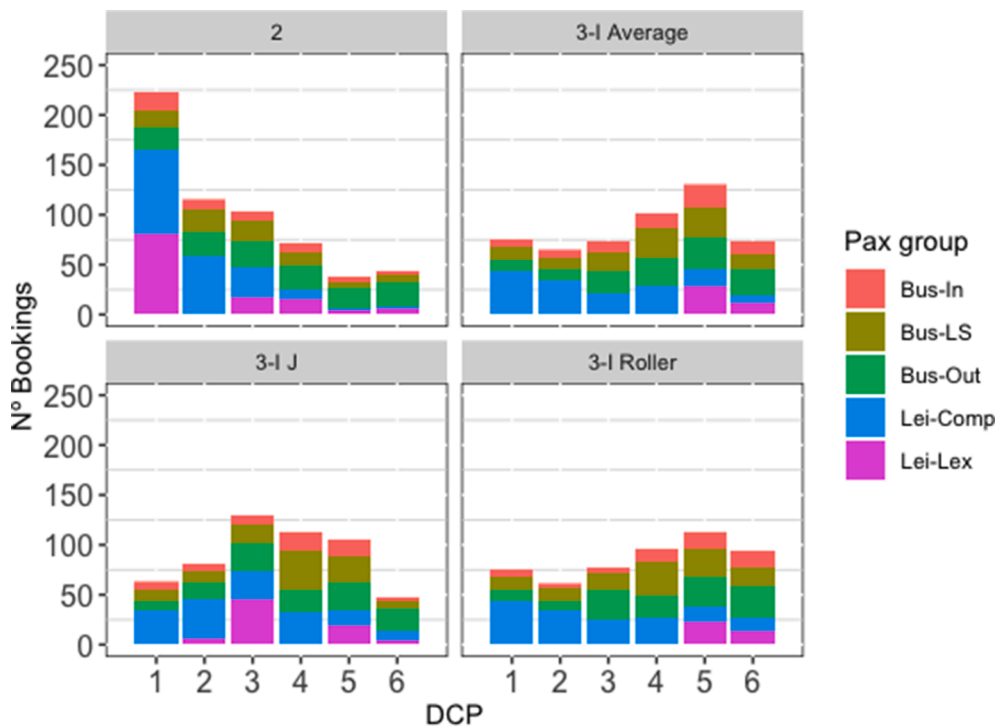 2
3-I Average
250
200
150
100
50
0
3-I J
3-I Roller
250
200
150
100
50
0
1 2 3 4 5 6
1 2 3 4 5 6
DCP
N° Bookings
Pax group
Bus-In
Bus-LS
Bus-Out
Lei-Comp
Lei-Lex